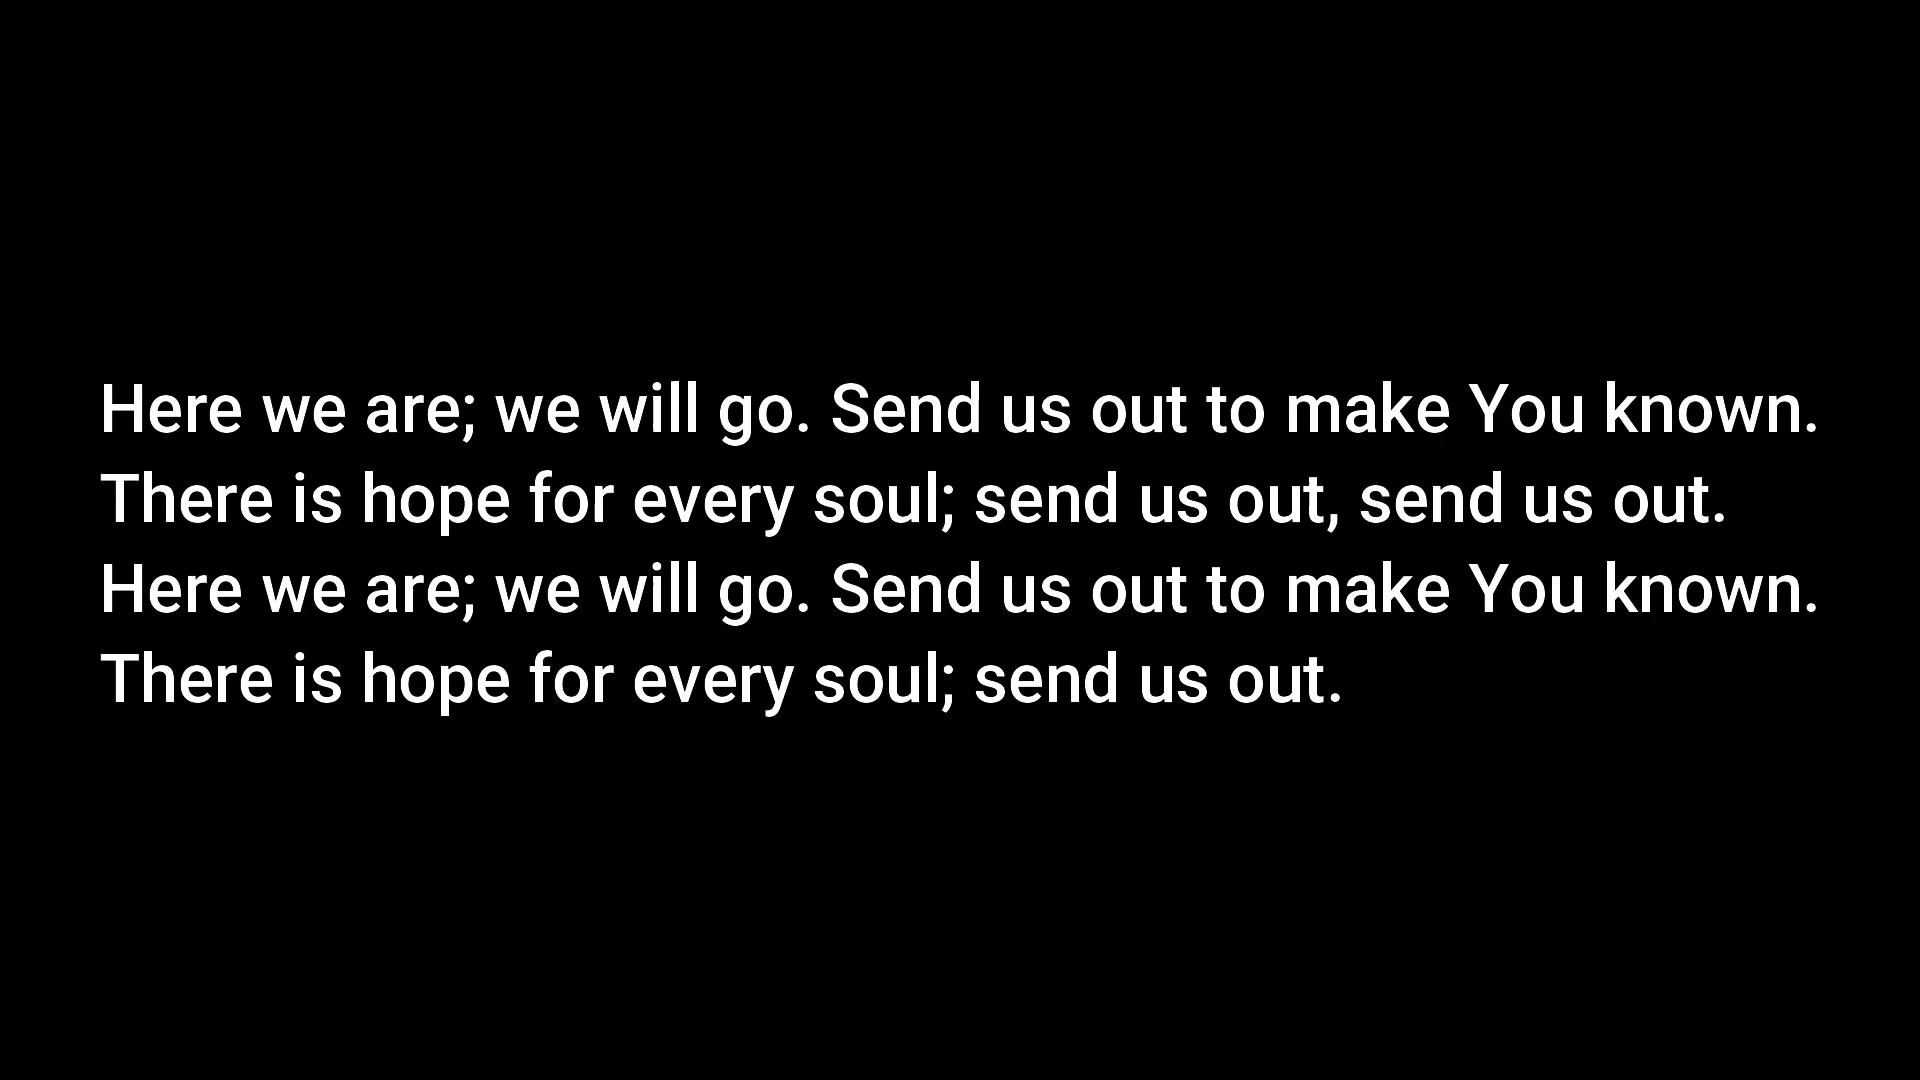 Here we are; we will go. Send us out to make You known.
There is hope for every soul; send us out, send us out.
Here we are; we will go. Send us out to make You known.
There is hope for every soul; send us out.